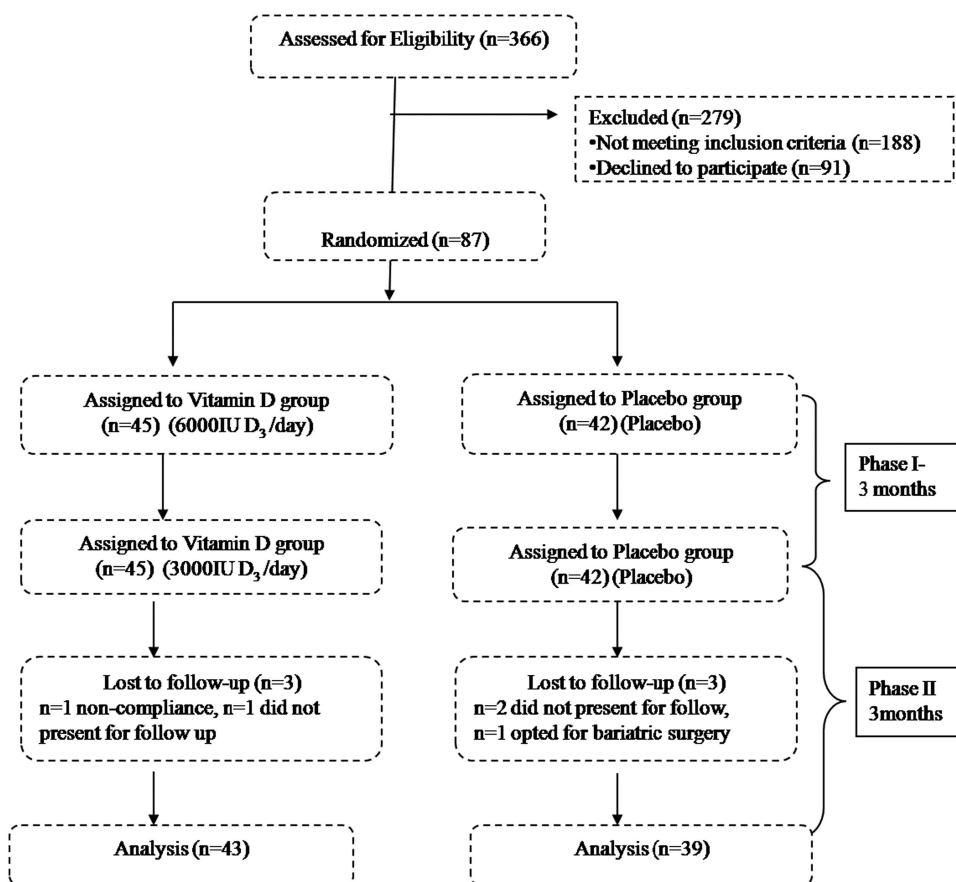 Assessed for Eligibility (n=366)
Excluded (n=279)
•Not meeting inclusion criteria (n=188)
•Declined to participate (n=91)
Randomized (n=87)
Assigned to Vitamin D group
(n=45) (6000IU D₃/day)
Assigned to Placebo group
(n=42)(Placebo)
Phase I-
3 months
Assigned to Vitamin D group
(n=45) (3000IU D₃/day)
Assigned to Placebo group
(n=42)(Placebo)
Lost to follow-up (n=3)
n=1 non-compliance, n=1 did not
present for follow up
Lost to follow-up (n=3)
n=2 did not present for follow,
n=1 opted for bariatric surgery
Phase II
3months
Analysis (n=43)
Analysis (n=39)